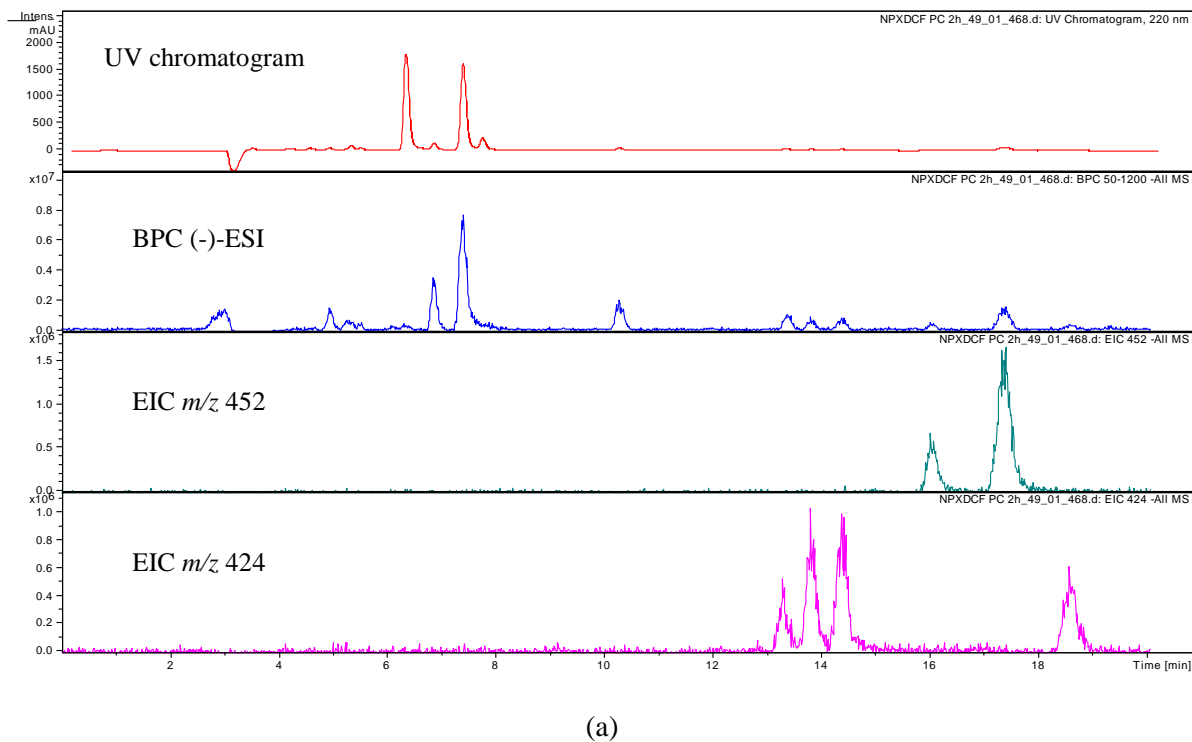 Intens.
mAU
NPXDCF PC 2h_49_01_468.d: UV Chromatogram, 220 nm
UV chromatogram
2000
1500
1000
500
0
x10⁷
NPXDCF PC 2h_49_01_468.d: BPC 50-1200 -All MS
0.8
BPC (-)-ESI
0.6
0.4
0.2
0.0
x10⁶
NPXDCF PC 2h_49_01_468.d: EIC 452 -All MS
1.5
EIC m/z 452
1.0
0.5
0.0
x10⁶
NPXDCF PC 2h_49_01_468.d: EIC 424 -All MS
1.0
0.8
EIC m/z 424
0.6
0.4
0.2
0.0
2 4 6 8 10 12 14 16 18 Time [min]
(a)